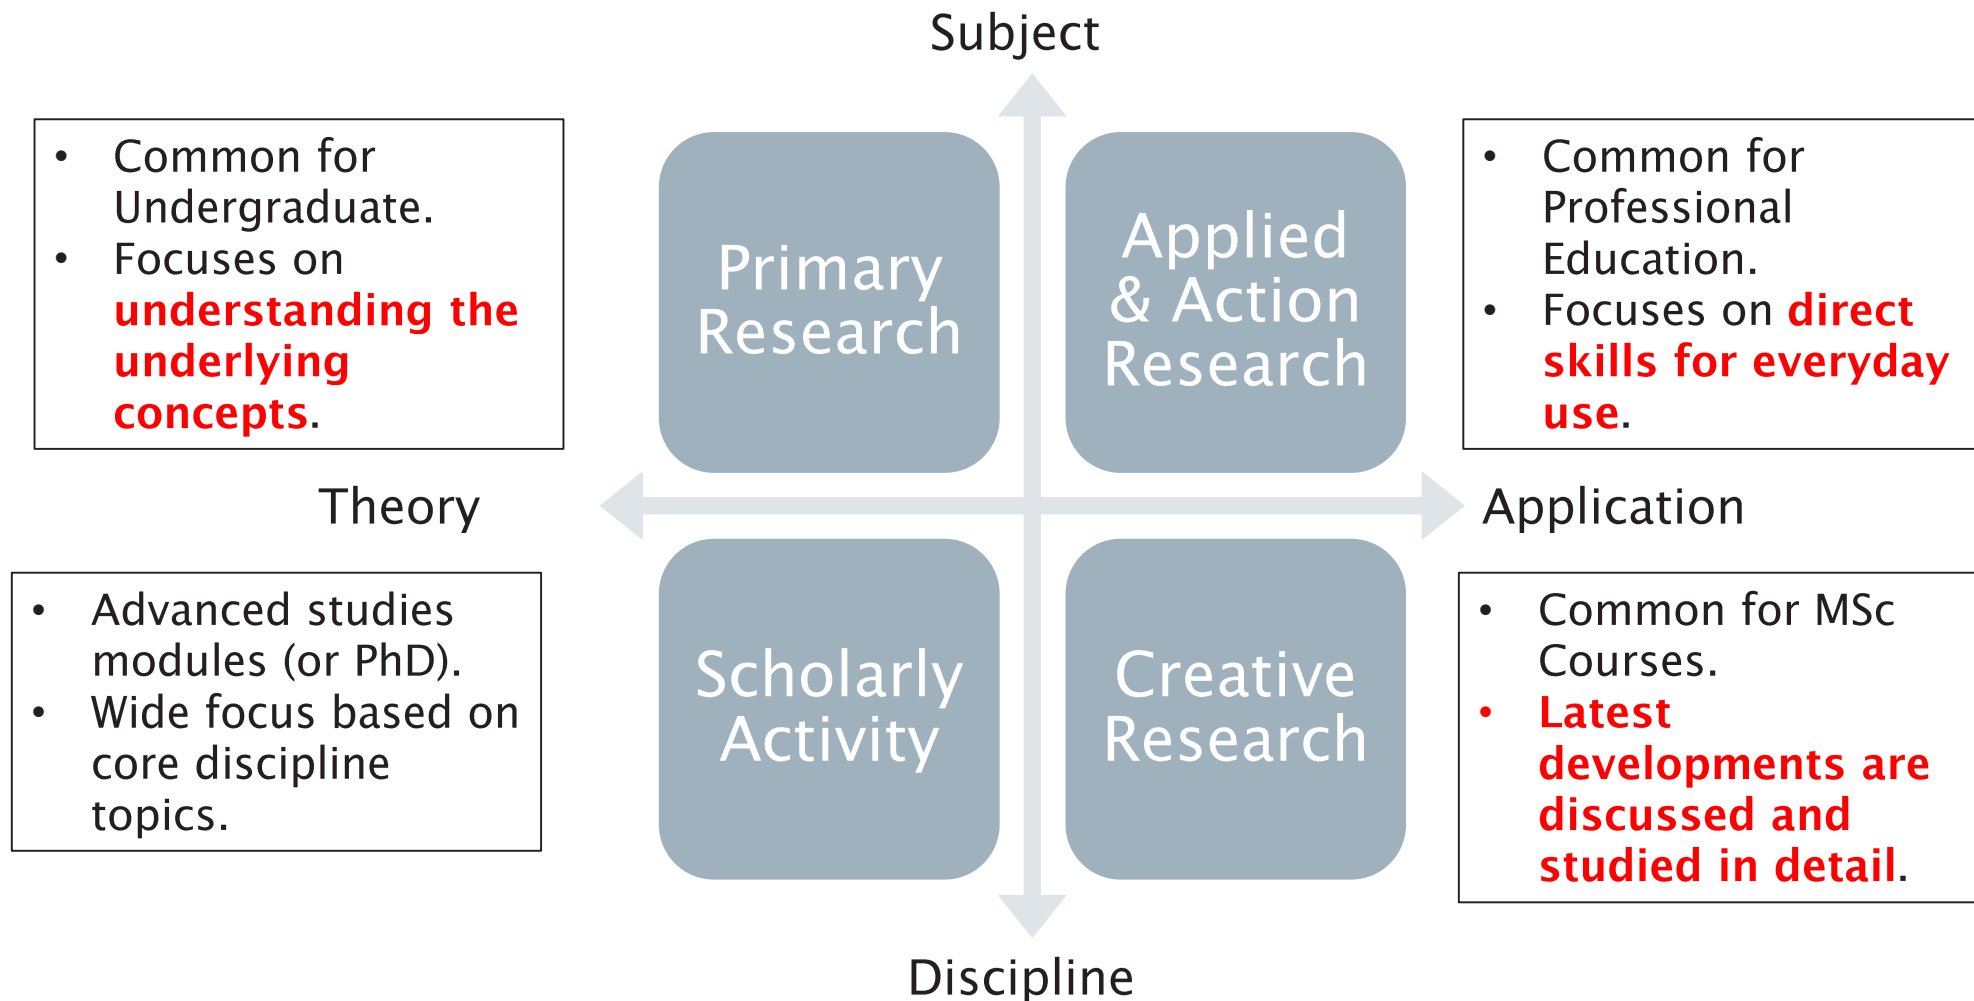 Subject
• Common for
Undergraduate.
• Focuses on
understanding the
underlying
concepts.
Primary
Research
Applied
& Action
Research
• Common for
Professional
Education.
• Focuses on direct
skills for everyday
use.
Theory
Application
• Advanced studies
modules (or PhD).
• Wide focus based on
core discipline
topics.
Scholarly
Activity
Creative
Research
• Common for MSc
Courses.
• Latest
developments are
discussed and
studied in detail.
Discipline